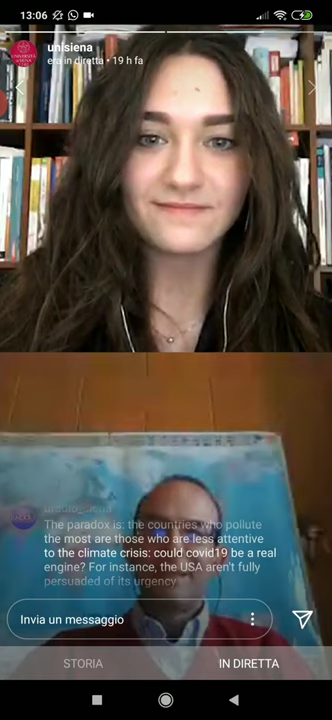 13:06
unisiena
era in diretta • 19 h fa
The paradox is: the countries who pollute
the most are those who are less attentive
to the climate crisis: could covid19 be a real
engine? For instance, the USA aren't fully
persuaded of its urgency
Invia un messaggio
STORIA
IN DIRETTA